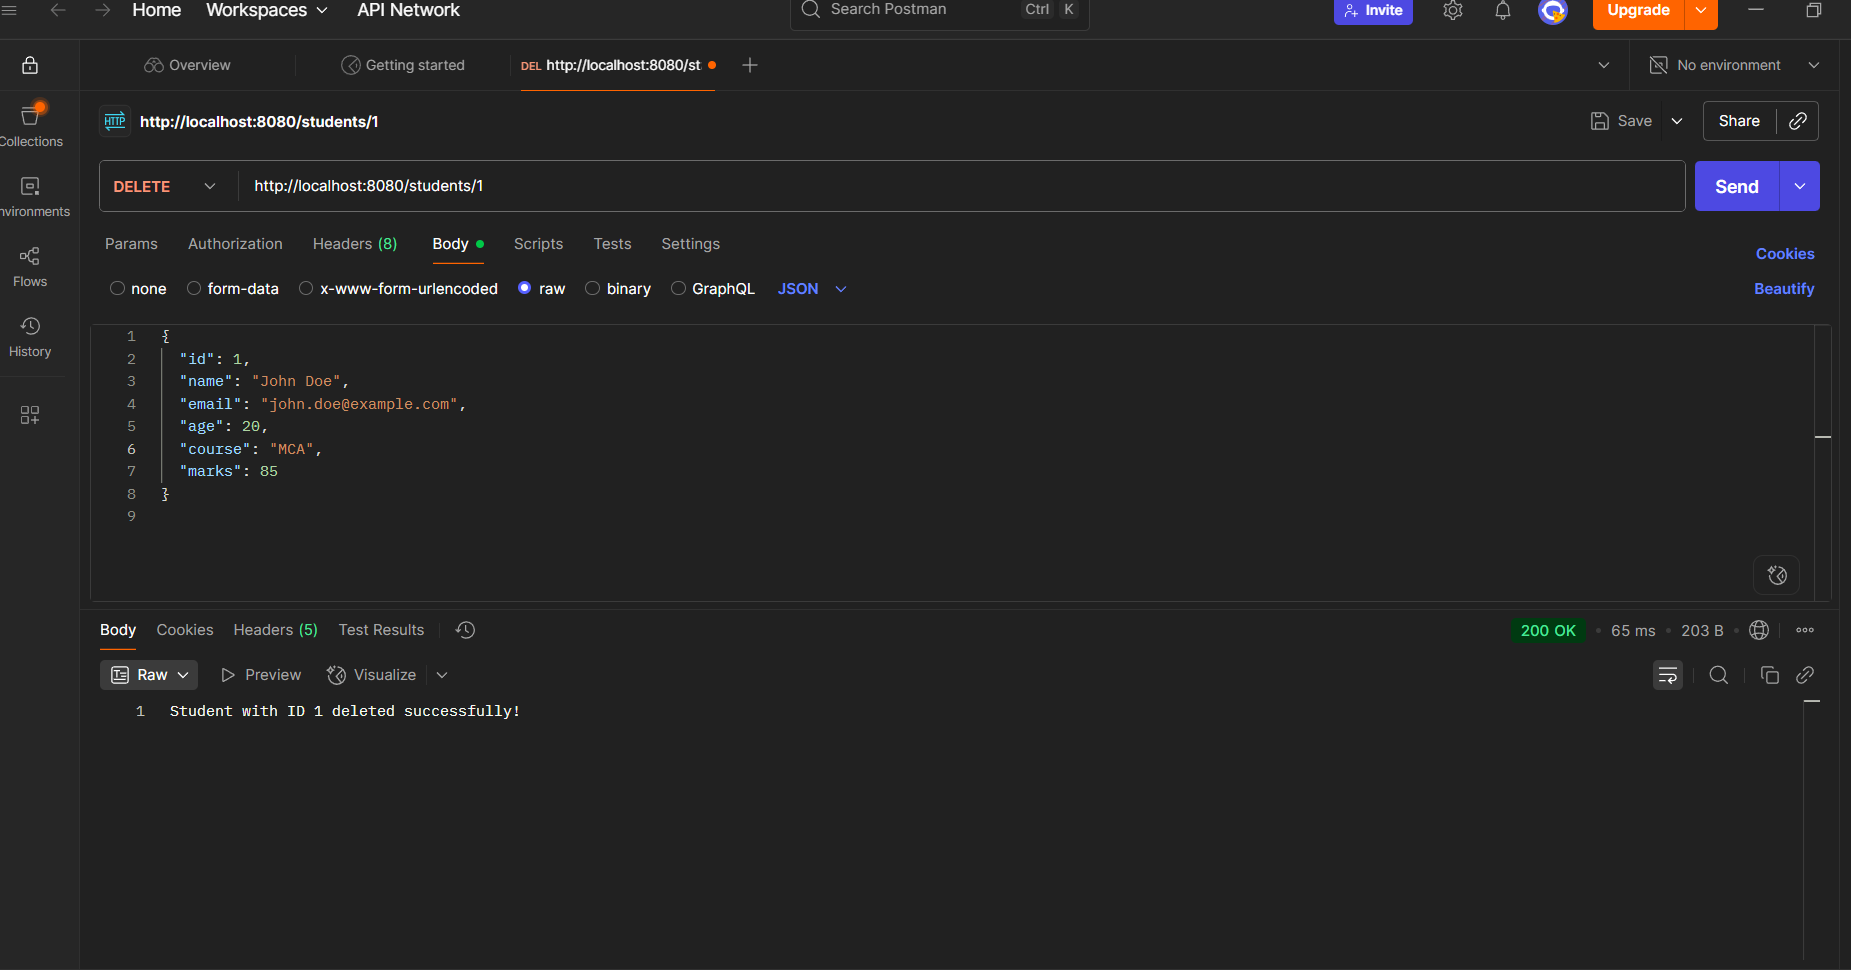 Home Workspaces API Network Search Postman Ctrl K Invite Upgrade
Overview Getting started DEL http://localhost:8080/st No environment
HTTP http://localhost:8080/students/1 Save Share
DELETE http://localhost:8080/students/1 Send
Collections
nvironments
Flows
History
Params Authorization Headers (8) Body Scripts Tests Settings Cookies
none form-data x-www-form-urlencoded raw binary GraphQL JSON Beautify
1 {
2 "id": 1,
3 "name": "John Doe",
4 "email": "john.doe@example.com",
5 "age": 20,
6 "course": "MCA",
7 "marks": 85
8 }
9
Body Cookies Headers (5) Test Results 200 OK • 65 ms • 203 B
Raw Preview Visualize
1 Student with ID 1 deleted successfully!